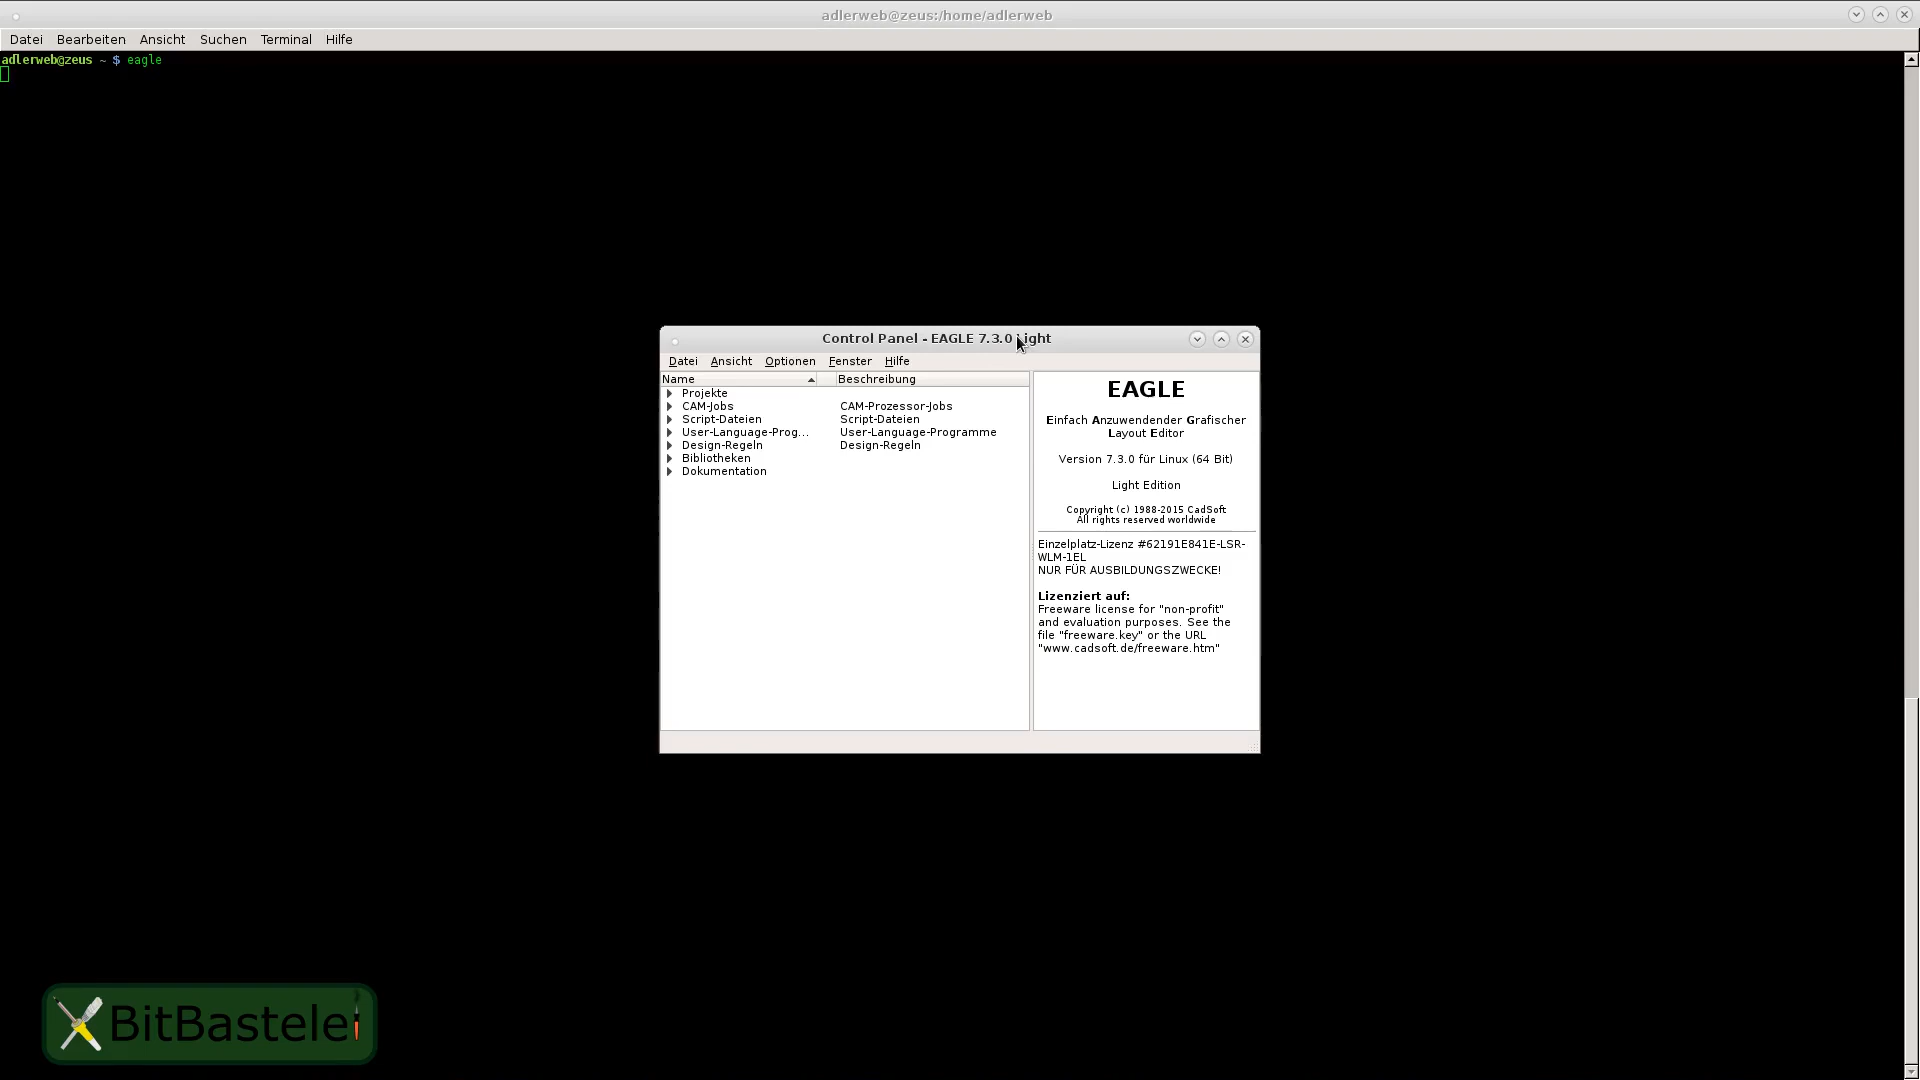 adlerweb@zeus:/home/adlerweb
Datei Bearbeiten Ansicht Suchen Terminal Hilfe
adlerweb@zeus ~ $ eagle
Control Panel - EAGLE 7.3.0 Light
Datei Ansicht Optionen Fenster Hilfe
Name Beschreibung
Projekte
CAM-Jobs CAM-Prozessor-Jobs
Script-Dateien Script-Dateien
User-Language-Prog... User-Language-Programme
Design-Regeln Design-Regeln
Bibliotheken
Dokumentation
EAGLE
Einfach Anzuwendender Grafischer
Layout Editor
Version 7.3.0 für Linux (64 Bit)
Light Edition
Copyright (c) 1988-2015 CadSoft
All rights reserved worldwide
Einzelplatz-Lizenz #62191E841E-LSR-
WLM-1EL
NUR FÜR AUSBILDUNGSZWECKE!
Lizenziert auf:
Freeware license for "non-profit"
and evaluation purposes. See the
file "freeware.key" or the URL
"www.cadsoft.de/freeware.htm"
BitBastelei